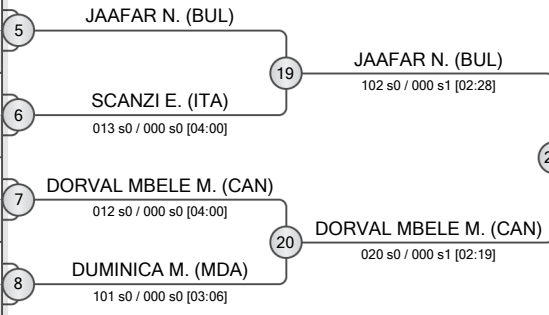 5
JAAFAR N. (BUL)
19
JAAFAR N. (BUL)
102 s0 / 000 s1 [02:28]
6
SCANZI E. (ITA)
013 s0 / 000 s0 [04:00]
7
DORVAL MBELE M. (CAN)
012 s0 / 000 s0 [04:00]
20
DORVAL MBELE M. (CAN)
020 s0 / 000 s1 [02:19]
8
DUMINICA M. (MDA)
101 s0 / 000 s0 [03:06]